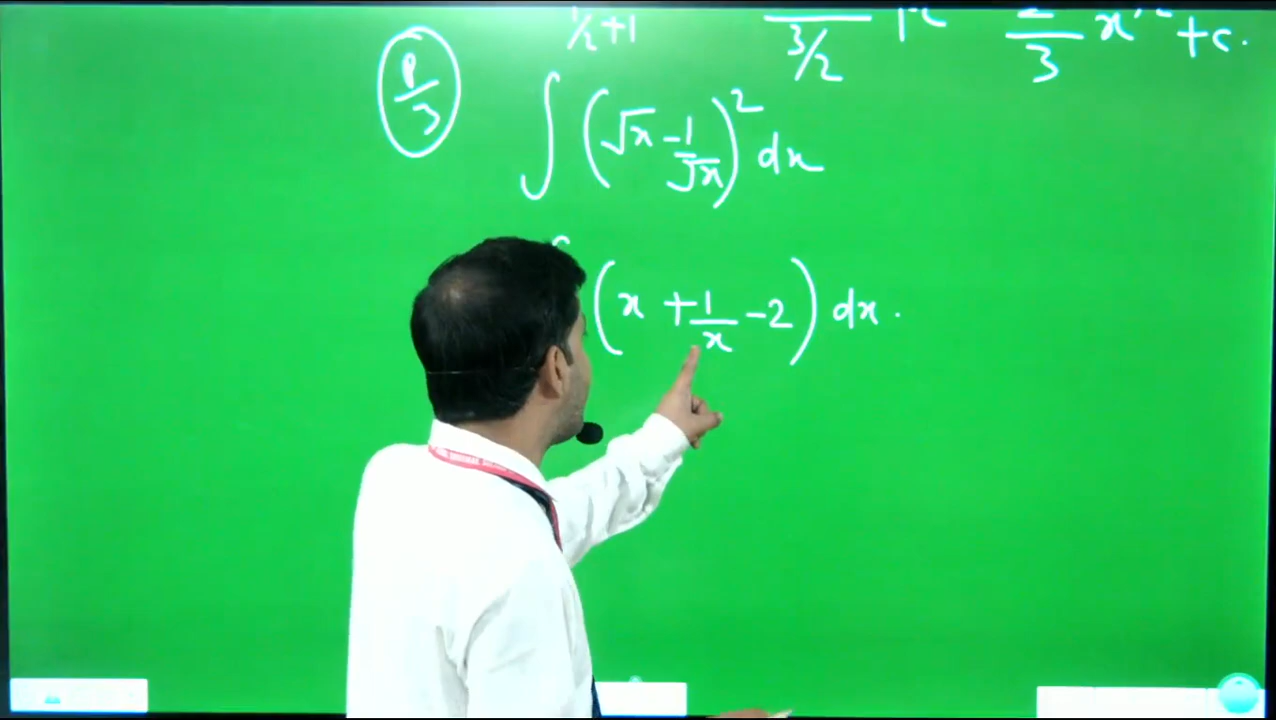 1/2+1 3/2 2/3 x +c.
P/3 ∫ (√x - 1/√x)² dx
(x + 1/x - 2) dx.